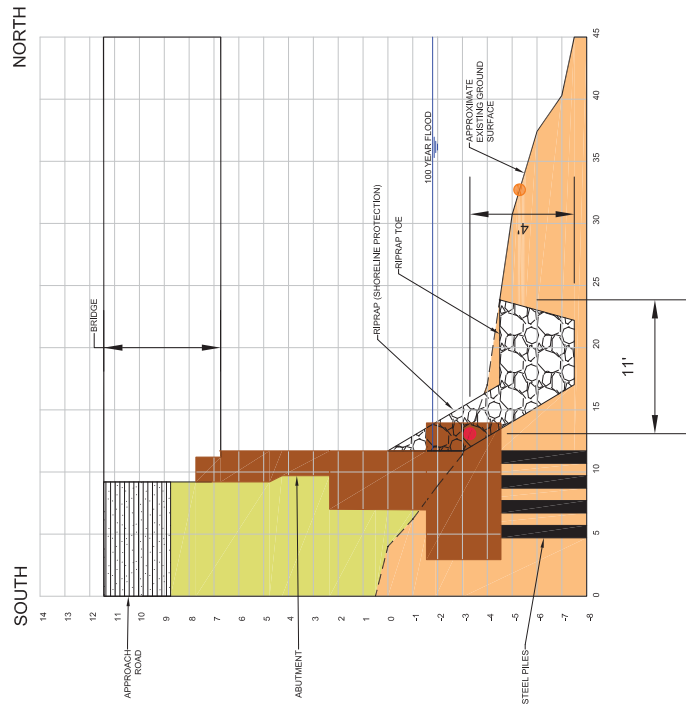 NORTH
SOUTH
BRIDGE
100 YEAR FLOOD
APPROXIMATE
EXISTING GROUND
SURFACE
RIPRAP (SHORELINE PROTECTION)
RIPRAP TOE
4'
11'
APPROACH
ROAD
ABUTMENT
STEEL PILES
14
13
12
11
10
9
8
7
6
5
4
3
2
1
0
-1
-2
-3
-4
-5
-6
-7
-8
0
5
10
15
20
25
30
35
40
45